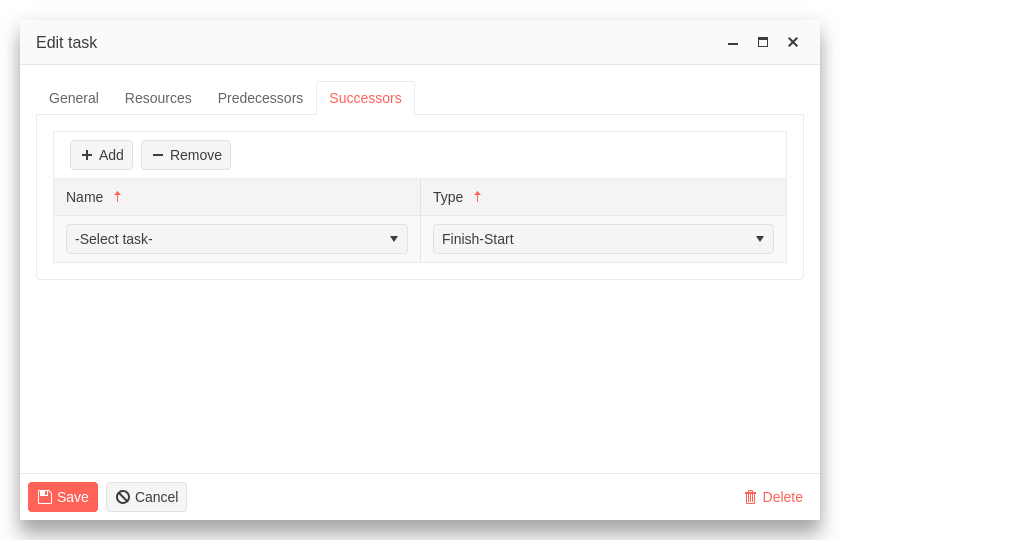 Edit task
General Resources Predecessors Successors
Add Remove
Name Type
-Select task- Finish-Start
Save Cancel Delete